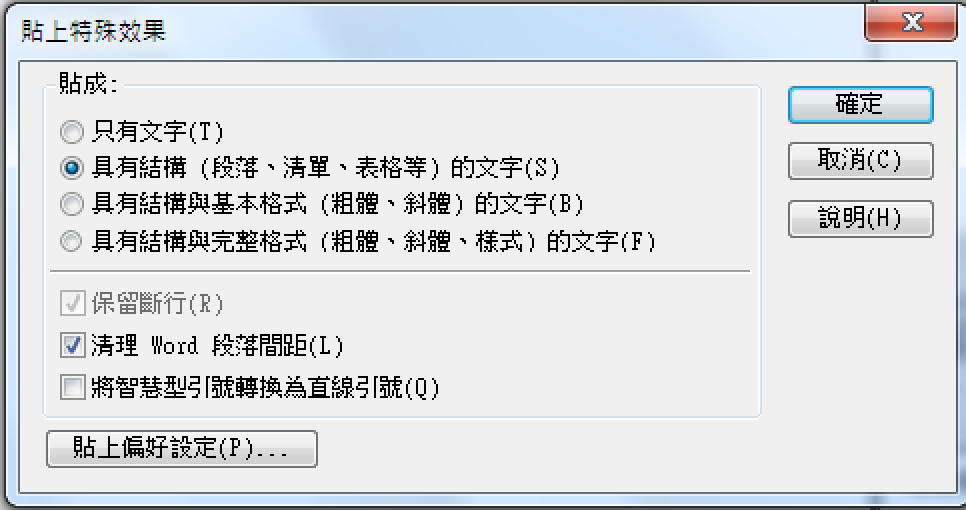 貼上特殊效果
貼成:
只有文字(T)
具有結構 (段落、清單、表格等) 的文字(S)
具有結構與基本格式 (粗體、斜體) 的文字(B)
具有結構與完整格式 (粗體、斜體、樣式) 的文字(F)
保留斷行(R)
清理 Word 段落間距(L)
將智慧型引號轉換為直線引號(Q)
貼上偏好設定(P)...
確定
取消(C)
說明(H)